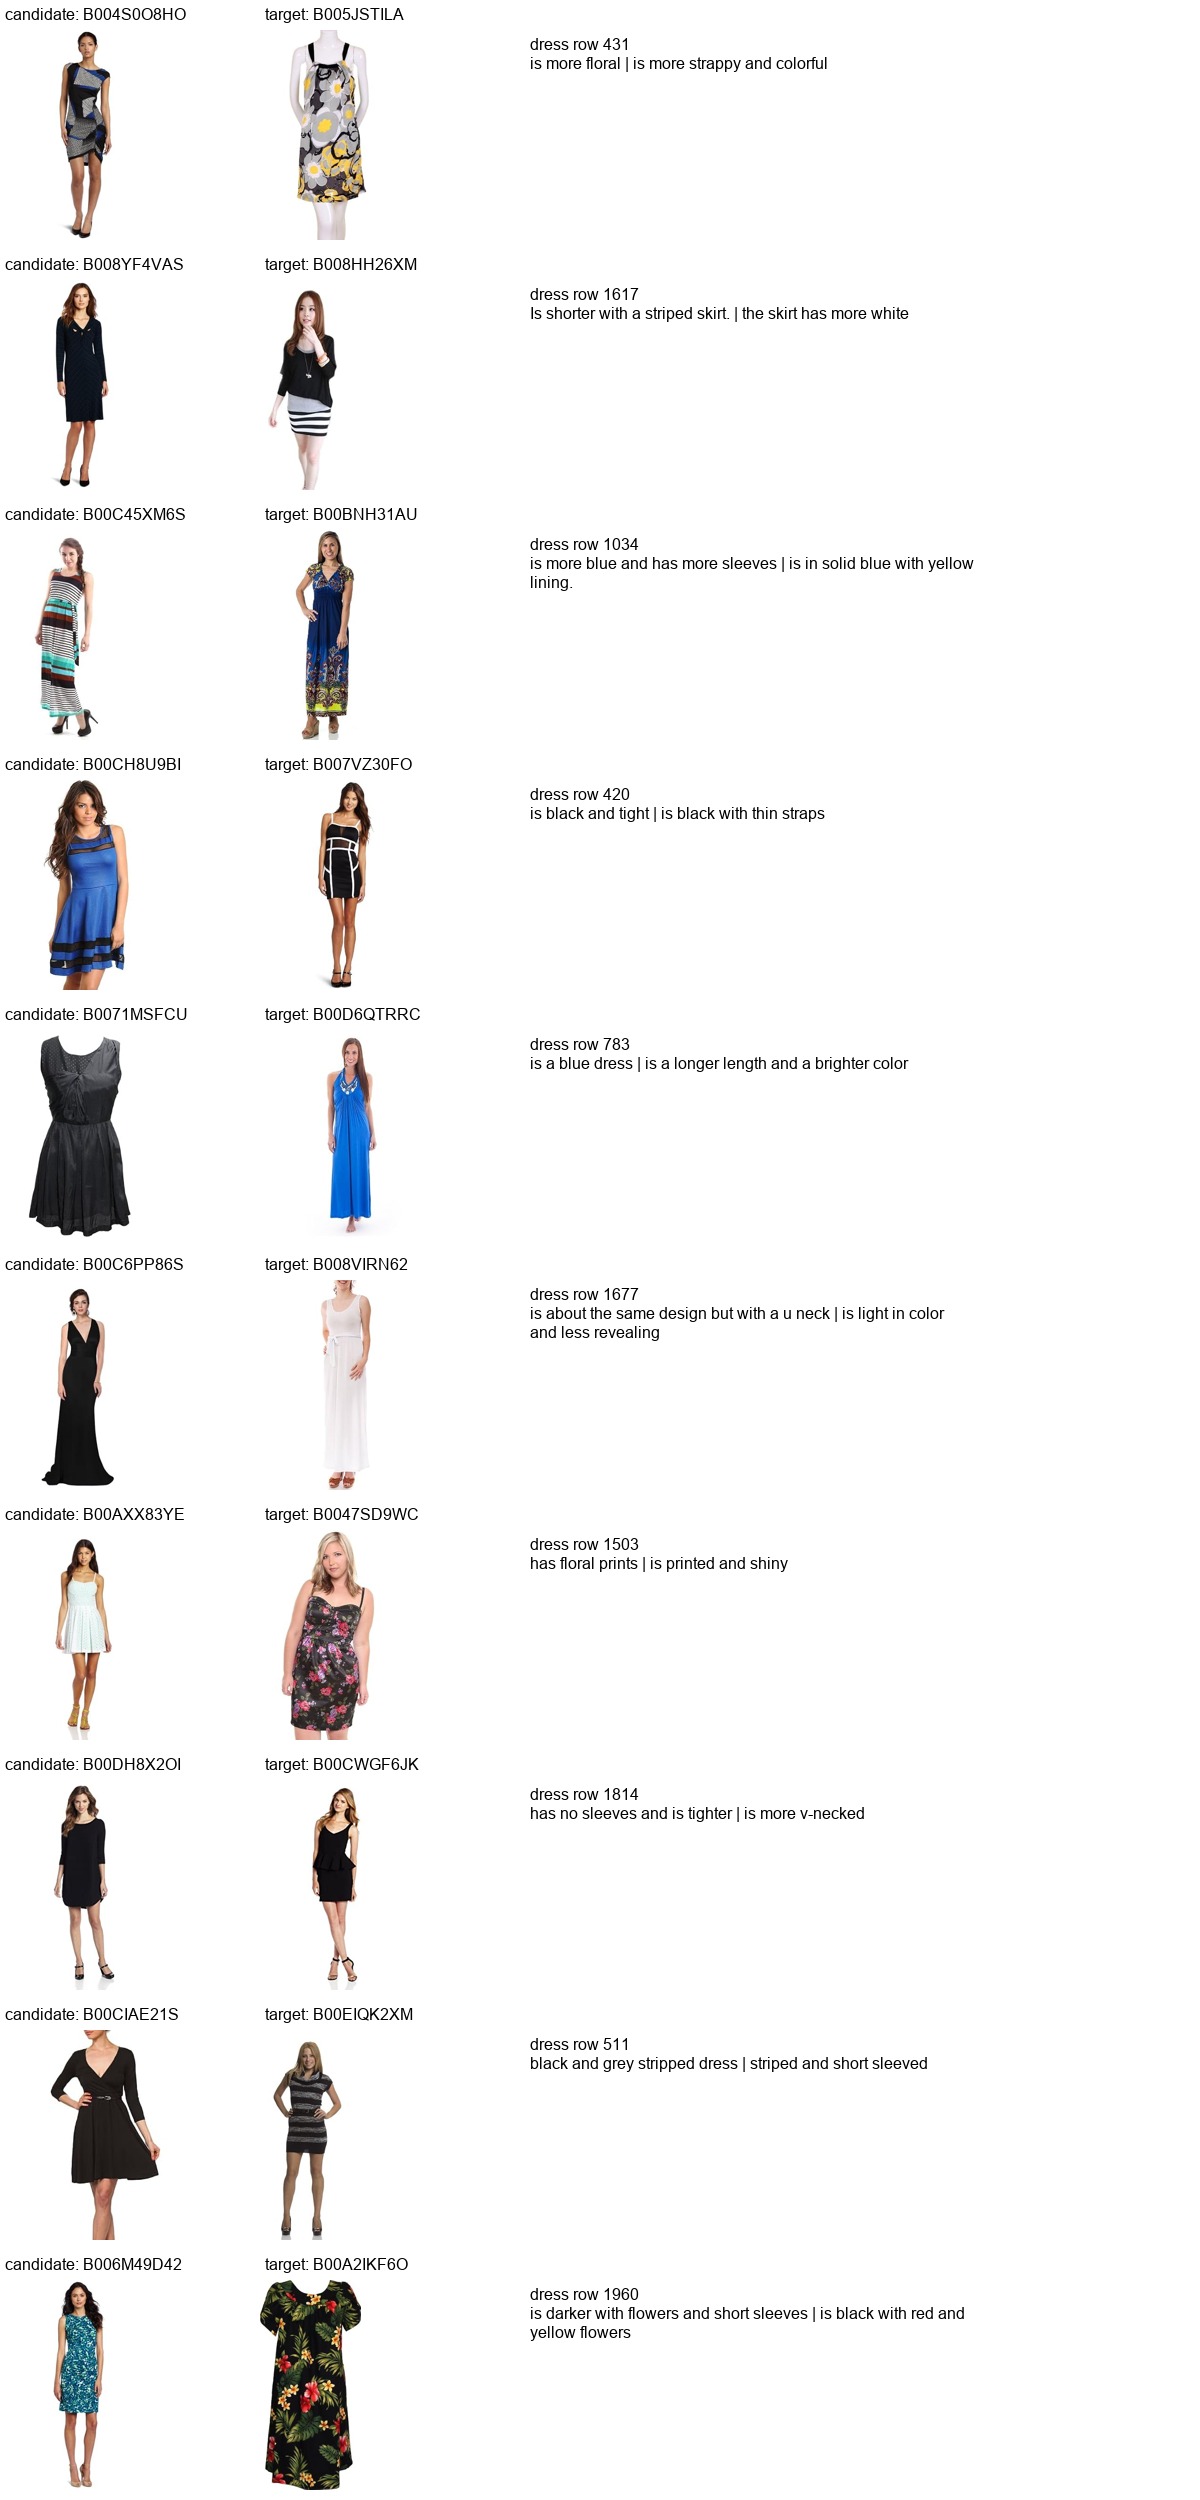 candidate: B004S0O8HO
target: B005JSTILA
dress row 431
is more floral | is more strappy and colorful
candidate: B008YF4VAS
target: B008HH26XM
dress row 1617
Is shorter with a striped skirt. | the skirt has more white
candidate: B00C45XM6S
target: B00BNH31AU
dress row 1034
is more blue and has more sleeves | is in solid blue with yellow
lining.
candidate: B00CH8U9BI
target: B007VZ30FO
dress row 420
is black and tight | is black with thin straps
candidate: B0071MSFCU
target: B00D6QTRRC
dress row 783
is a blue dress | is a longer length and a brighter color
candidate: B00C6PP86S
target: B008VIRN62
dress row 1677
is about the same design but with a u neck | is light in color
and less revealing
candidate: B00AXX83YE
target: B0047SD9WC
dress row 1503
has floral prints | is printed and shiny
candidate: B00DH8X2OI
target: B00CWGF6JK
dress row 1814
has no sleeves and is tighter | is more v-necked
candidate: B00CIAE21S
target: B00EIQK2XM
dress row 511
black and grey stripped dress | striped and short sleeved
candidate: B006M49D42
target: B00A2IKF6O
dress row 1960
is darker with flowers and short sleeves | is black with red and
yellow flowers